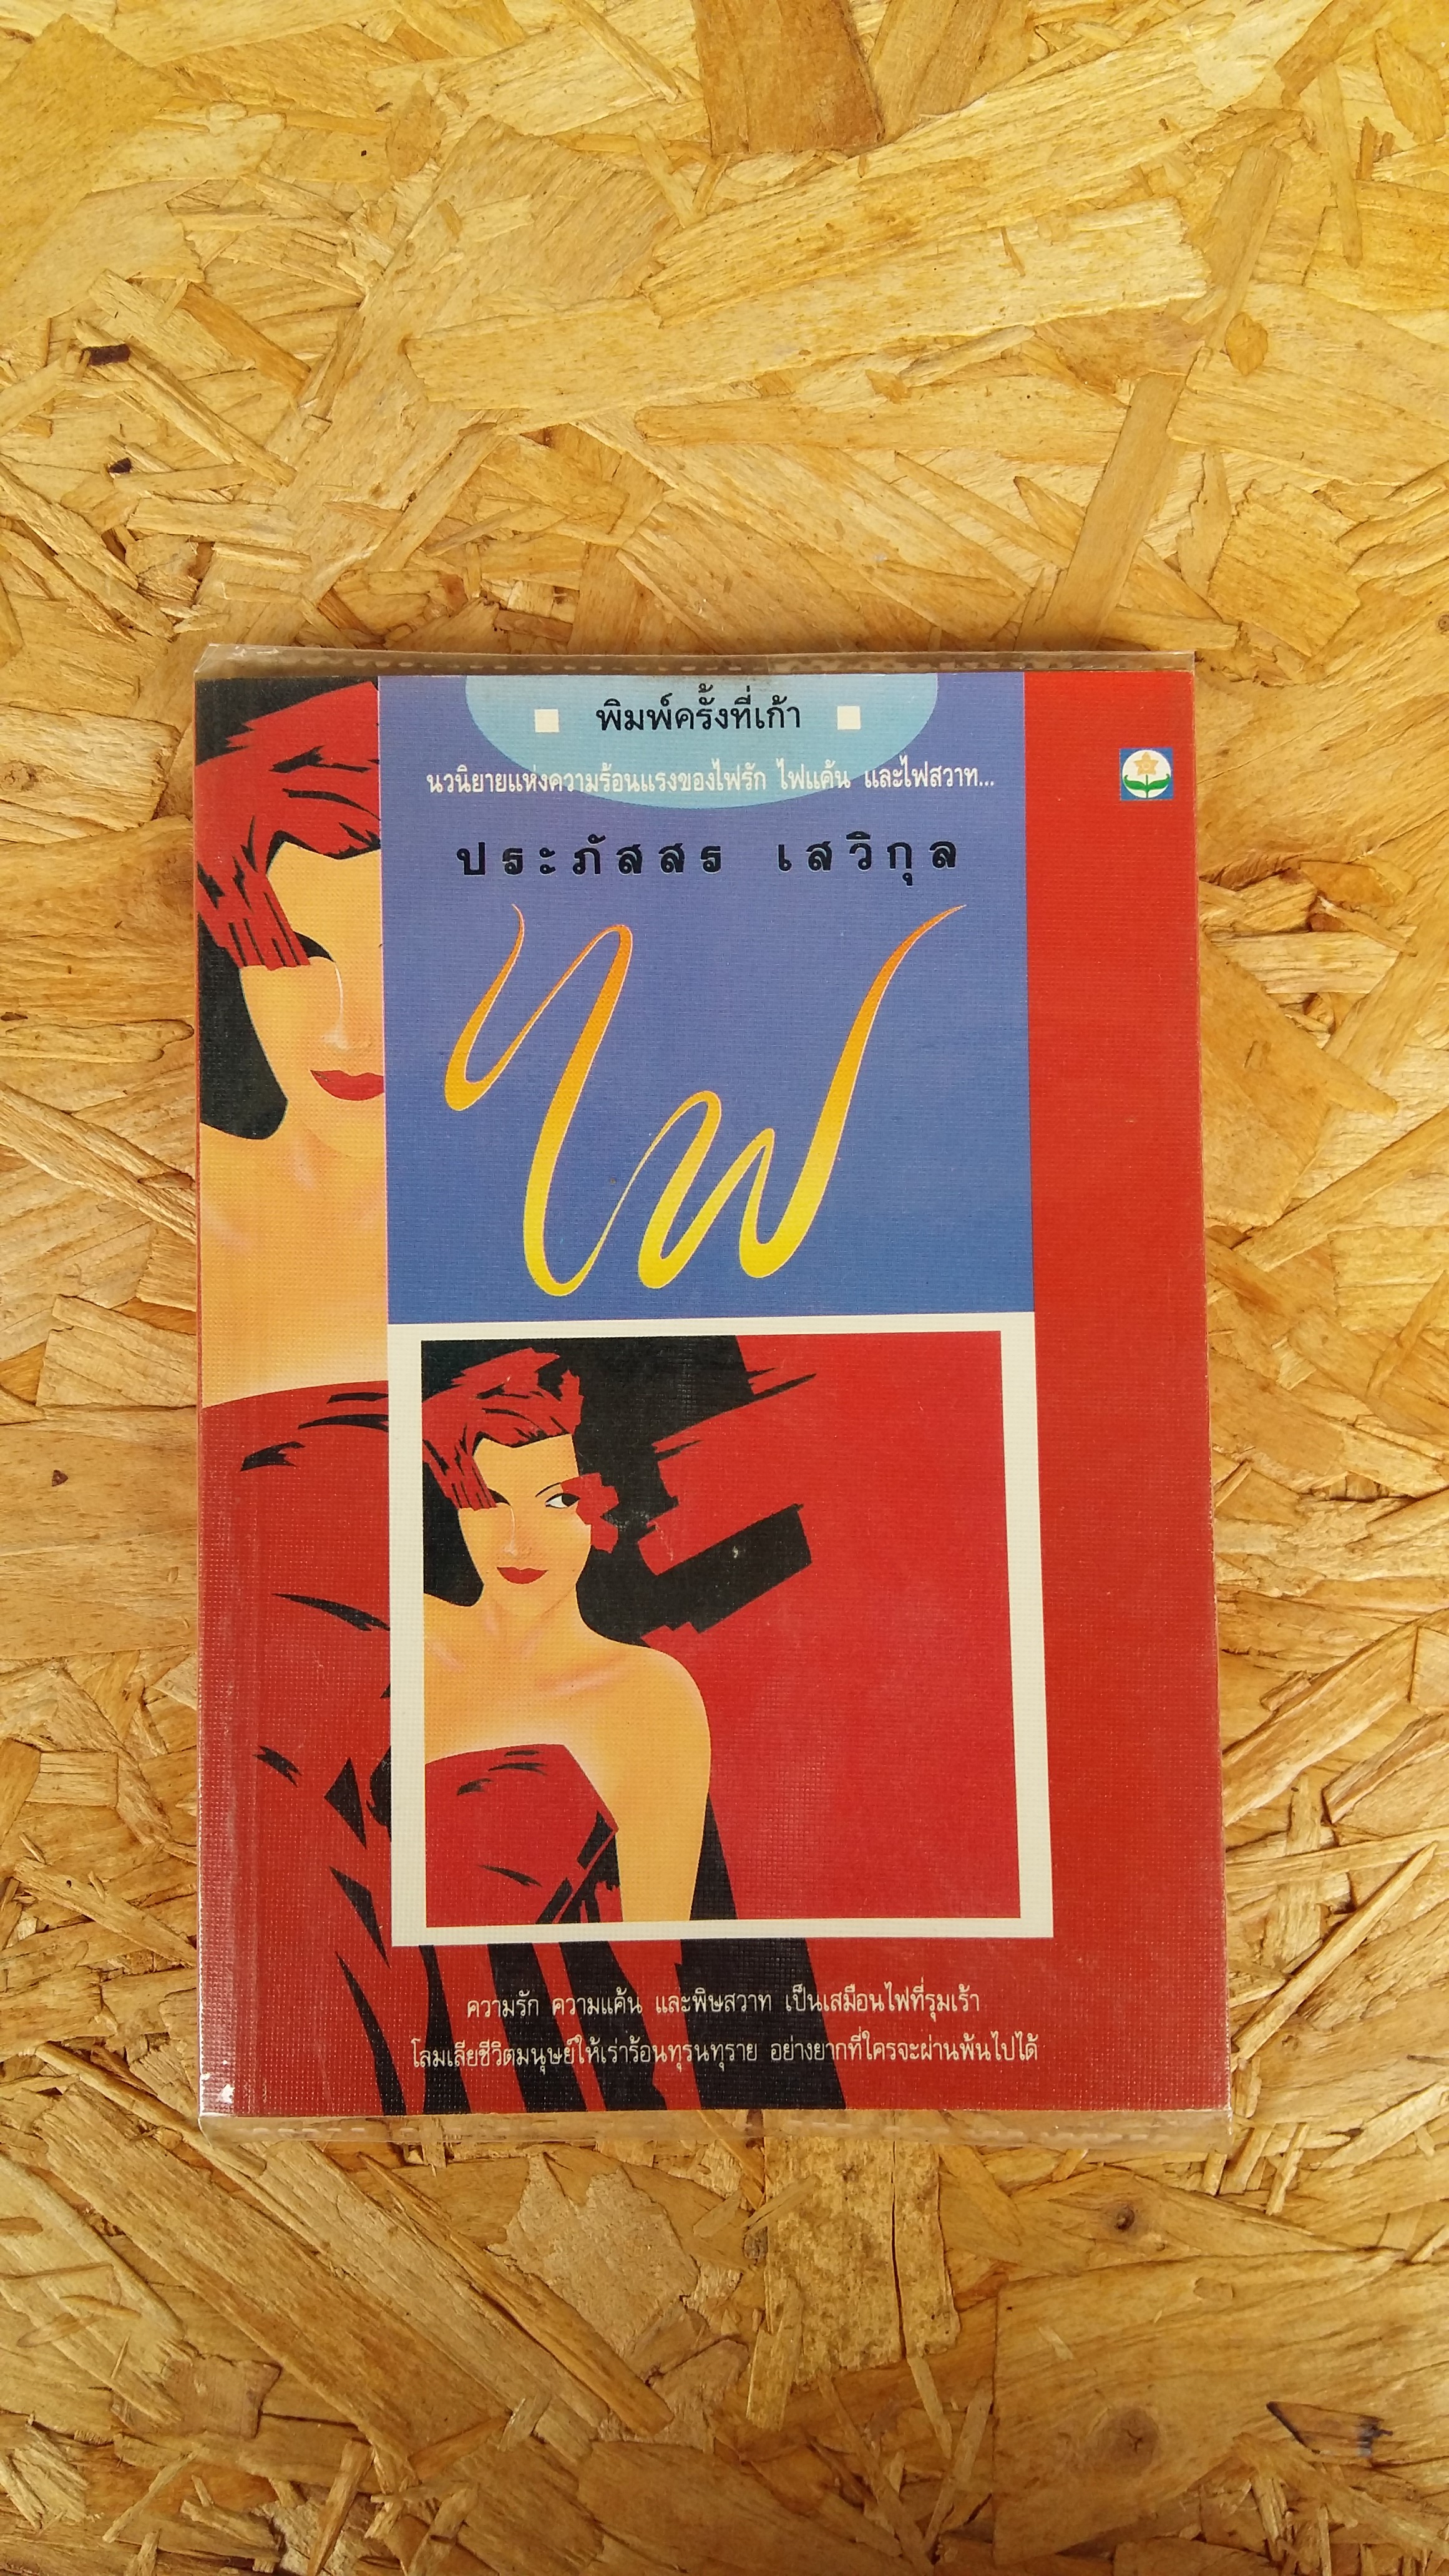 พิมพ์ครั้งที่เก้า
นวนิยายแห่งความร้อนแรงของไฟรัก ไฟแค้น และไฟสวาท...
ประภัสสร เสวิกุล
ไฟ
ความรัก ความแค้น และพิษสวาท เป็นเสมือนไฟที่รุมเร้า
โลมเลียชีวิตมนุษย์ให้เร่าร้อนทุรนทุราย อย่างยากที่ใครจะผ่านพ้นไปได้